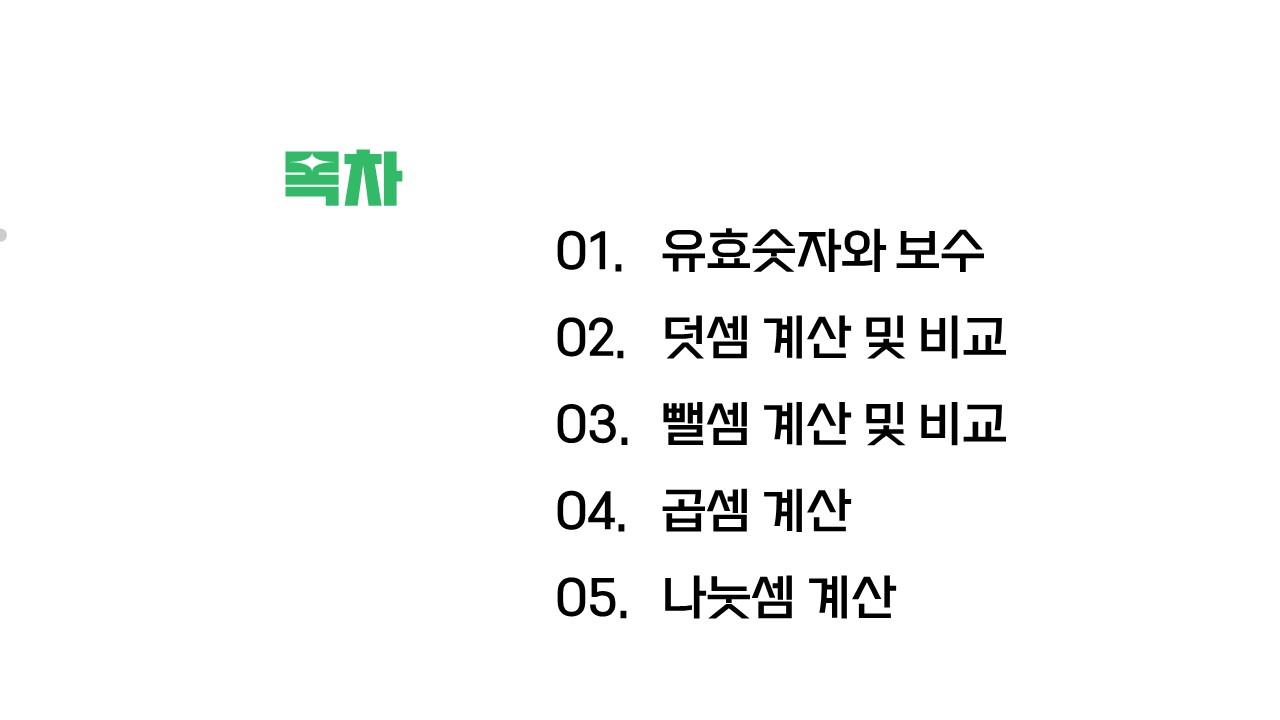 목차
01. 유효숫자와 보수
02. 덧셈 계산 및 비교
03. 뺄셈 계산 및 비교
04. 곱셈 계산
05. 나눗셈 계산